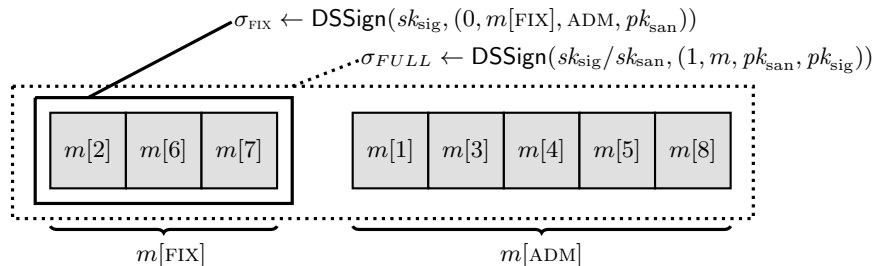 σ_FIX ← DSSign(sk_sig, (0, m[FIX], ADM, pk_san))
σ_FULL ← DSSign(sk_sig/sk_san, (1, m, pk_san, pk_sig))
m[2] m[6] m[7] m[1] m[3] m[4] m[5] m[8]
m[FIX] m[ADM]